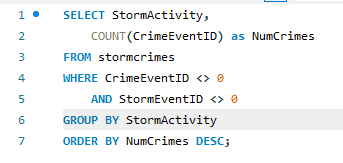 1 SELECT StormActivity,
2 COUNT(CrimeEventID) as NumCrimes
3 FROM stormcrimes
4 WHERE CrimeEventID <> 0
5 AND StormEventID <> 0
6 GROUP BY StormActivity
7 ORDER BY NumCrimes DESC;